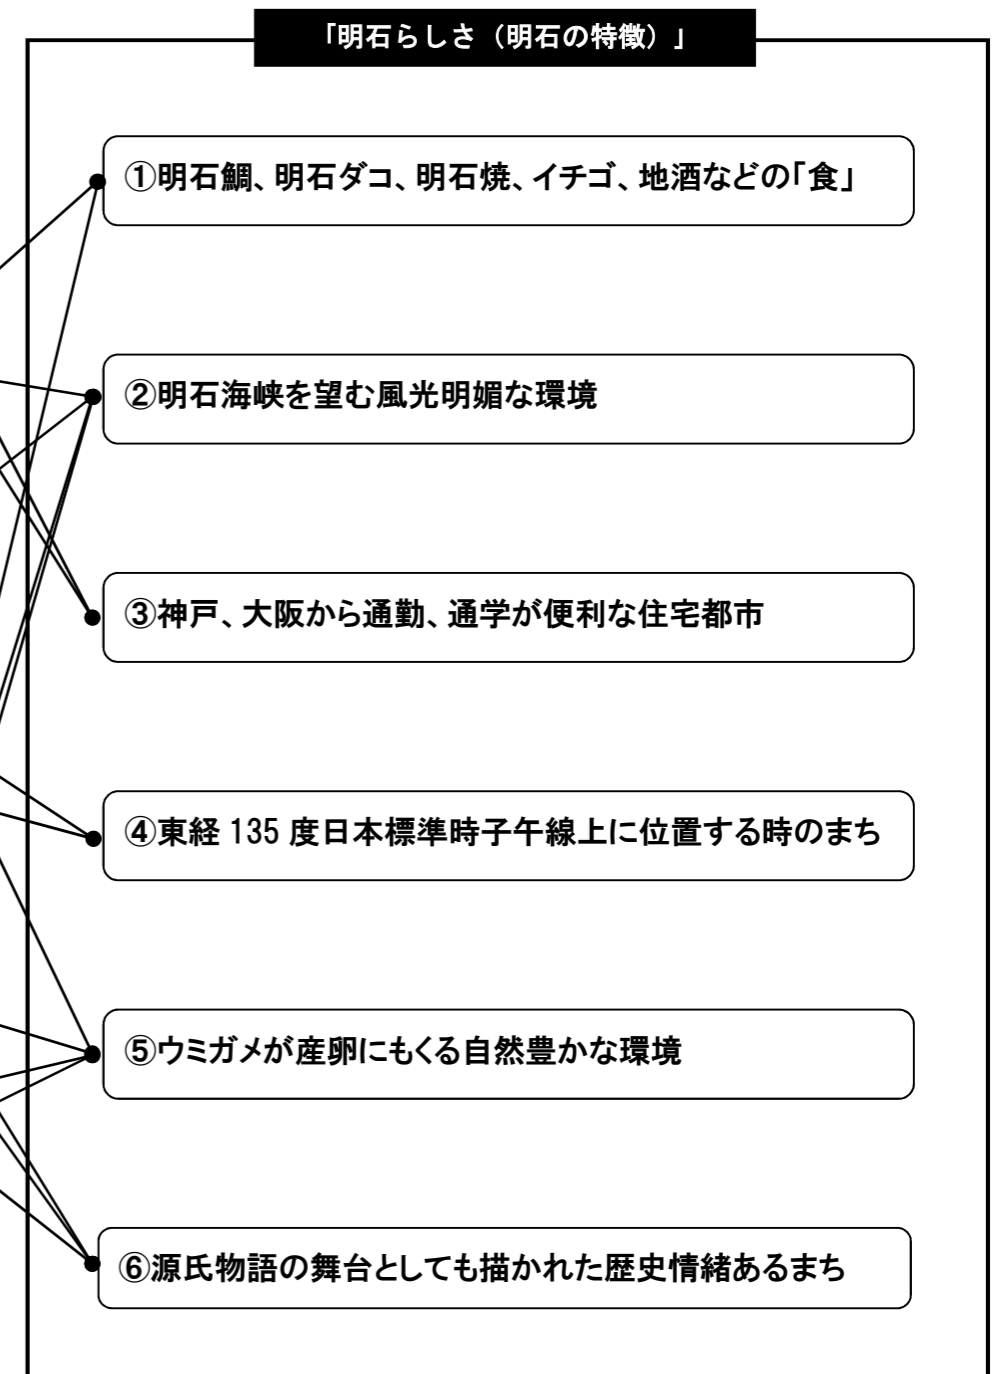 「明石らしさ（明石の特徴）」
①明石鯛、明石ダコ、明石焼、イチゴ、地酒などの「食」
②明石海峡を望む風光明媚な環境
③神戸、大阪から通勤、通学が便利な住宅都市
④東経 135 度日本標準時子午線上に位置する時のまち
⑤ウミガメが産卵にもくる自然豊かな環境
⑥源氏物語の舞台としても描かれた歴史情緒あるまち